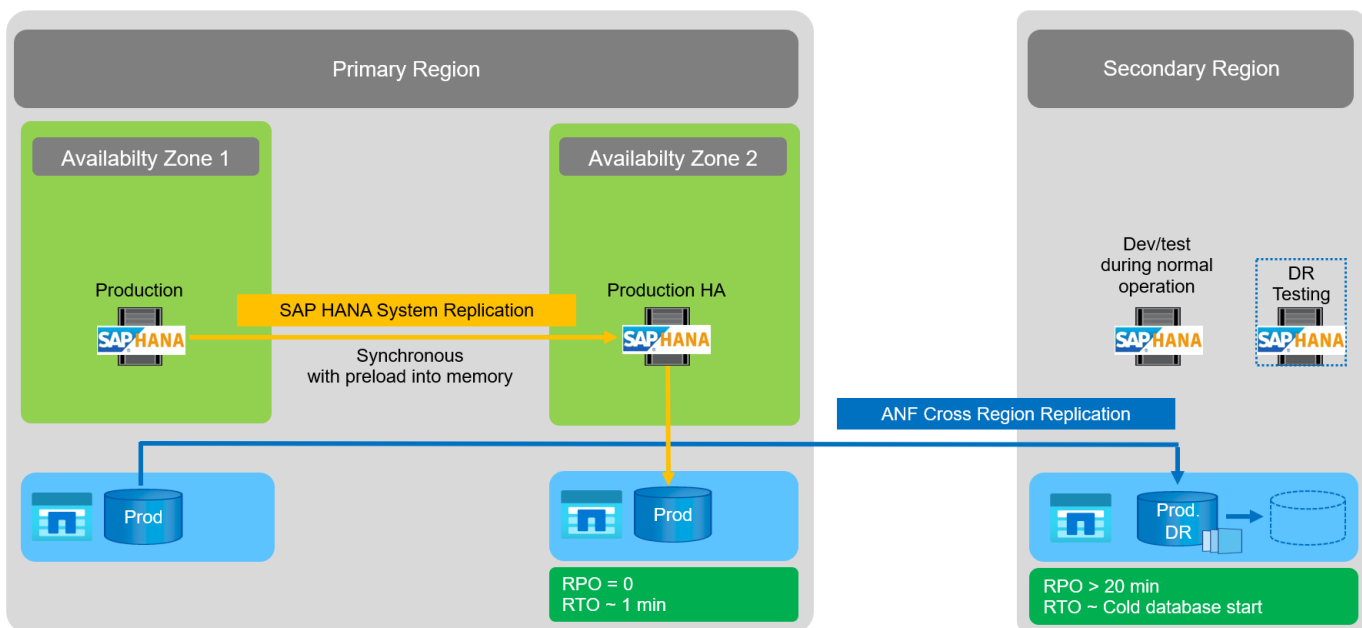 Primary Region
Secondary Region
Availabilty Zone 1
Availabilty Zone 2
Production
SAP HANA
SAP HANA System Replication
Synchronous
with preload into memory
Production HA
SAP HANA
Dev/test
during normal
operation
SAP HANA
DR
Testing
SAP HANA
ANF Cross Region Replication
Prod
Prod
Prod.
DR
RPO = 0
RTO ~ 1 min
RPO > 20 min
RTO ~ Cold database start